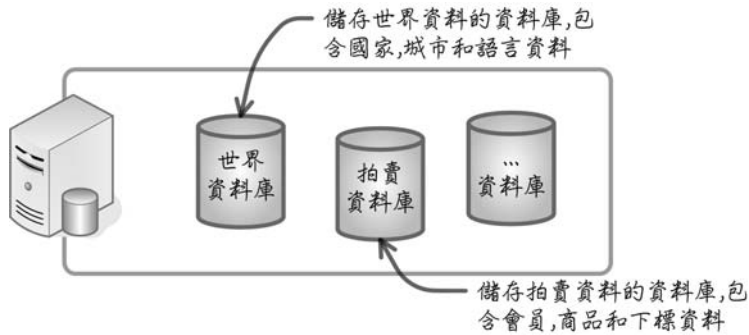 儲存世界資料的資料庫,包
含國家,城市和語言資料
世界
資料庫
拍賣
資料庫
...
資料庫
儲存拍賣資料的資料庫,包
含會員,商品和下標資料